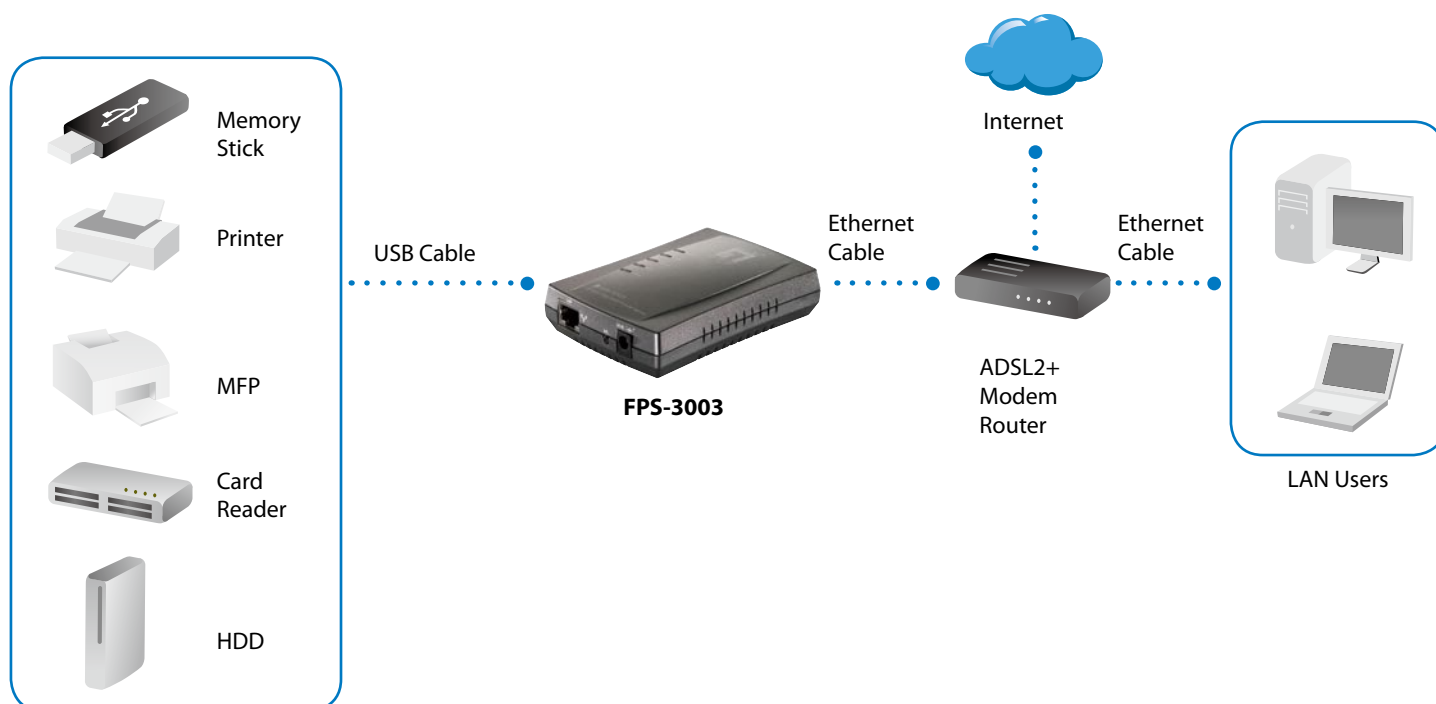 Memory
Stick
Printer
MFP
Card
Reader
HDD
USB Cable
FPS-3003
Ethernet
Cable
Internet
ADSL2+
Modem
Router
Ethernet
Cable
LAN Users